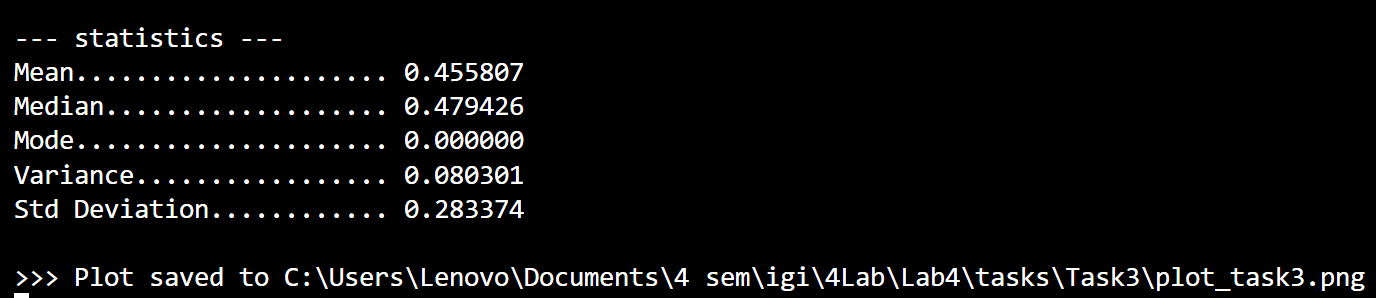 --- statistics ---
Mean..................... 0.455807
Median................... 0.479426
Mode..................... 0.000000
Variance................. 0.080301
Std Deviation............ 0.283374
>>> Plot saved to C:\Users\Lenovo\Documents\4 sem\igi\4Lab\Lab4\tasks\Task3\plot_task3.png